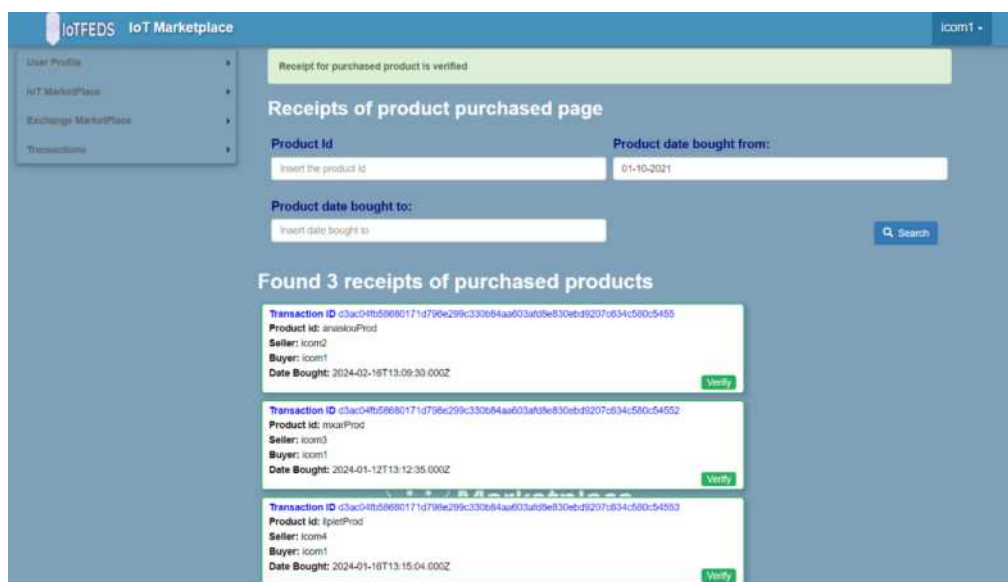 IoTFEDS IoT Marketplace
icom1
User Profile
IoT MarketPlace
Exchange MarketPlace
Transactions
Receipt for purchased product is verified
Receipts of product purchased page
Product Id
Product date bought from:
Insert the product id
01-10-2021
Product date bought to:
Insert date bought to
Search
Found 3 receipts of purchased products
Transaction ID
Product id: anasiouProd
Seller: icom2
Buyer: icom1
Date Bought: 2024-02-16T13:09:30.000Z
Verify
Transaction ID
Product id: mxarProd
Seller: icom3
Buyer: icom1
Date Bought: 2024-01-12T13:12:35.000Z
Verify
Transaction ID
Product id: lipietProd
Seller: icom4
Buyer: icom1
Date Bought: 2024-01-16T13:15:04.000Z
Verify